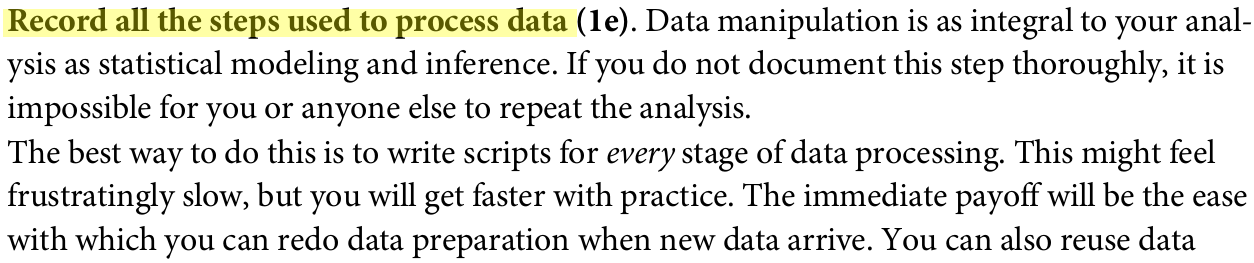 Record all the steps used to process data (1e). Data manipulation is as integral to your anal-
ysis as statistical modeling and inference. If you do not document this step thoroughly, it is
impossible for you or anyone else to repeat the analysis.
The best way to do this is to write scripts for every stage of data processing. This might feel
frustratingly slow, but you will get faster with practice. The immediate payoff will be the ease
with which you can redo data preparation when new data arrive. You can also reuse data